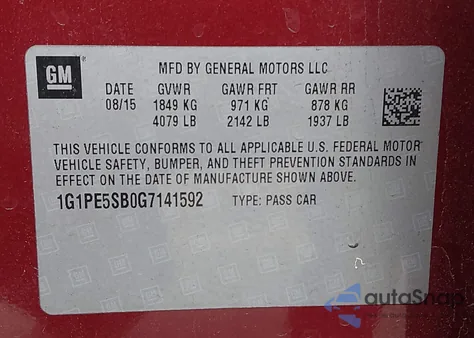 GM
MFD BY GENERAL MOTORS LLC
DATE GVWR GAWR FRT GAWR RR
08/15 1849 KG 971 KG 878 KG
4079 LB 2142 LB 1937 LB
THIS VEHICLE CONFORMS TO ALL APPLICABLE U.S. FEDERAL MOTOR
VEHICLE SAFETY, BUMPER, AND THEFT PREVENTION STANDARDS IN
EFFECT ON THE DATE OF MANUFACTURE SHOWN ABOVE.
1G1PE5SB0G7141592 TYPE: PASS CAR